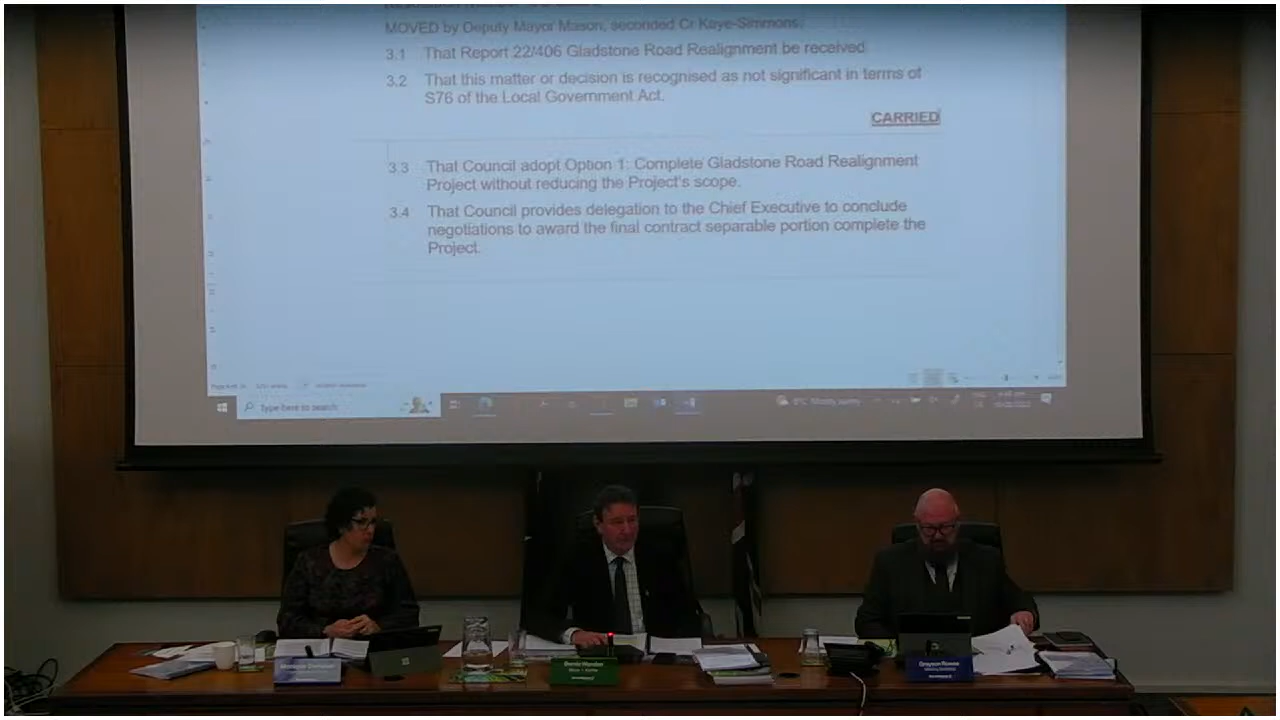 MOVED by Deputy Mayor Mason, seconded Cr Kaye-Simmons.
3.1 That Report 22/406 Gladstone Road Realignment be received
3.2 That this matter or decision is recognised as not significant in terms of
S76 of the Local Government Act.
CARRIED
3.3 That Council adopt Option 1: Complete Gladstone Road Realignment
Project without reducing the Project's scope.
3.4 That Council provides delegation to the Chief Executive to conclude
negotiations to award the final contract separable portion complete the
Project.
Type here to search
Bernie Wanden
Grayson Rowse